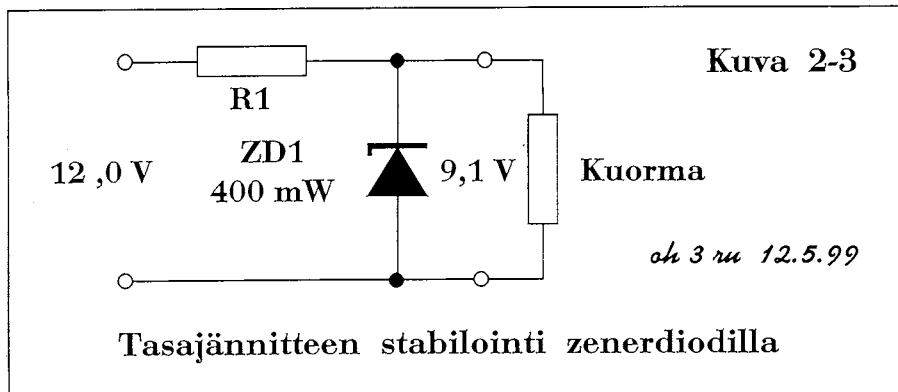 Kuva 2-3
R1
12 ,0 V
ZD1
400 mW
9,1 V
Kuorma
oh 3 ru 12.5.99
Tasajännitteen stabilointi zenerdiodilla